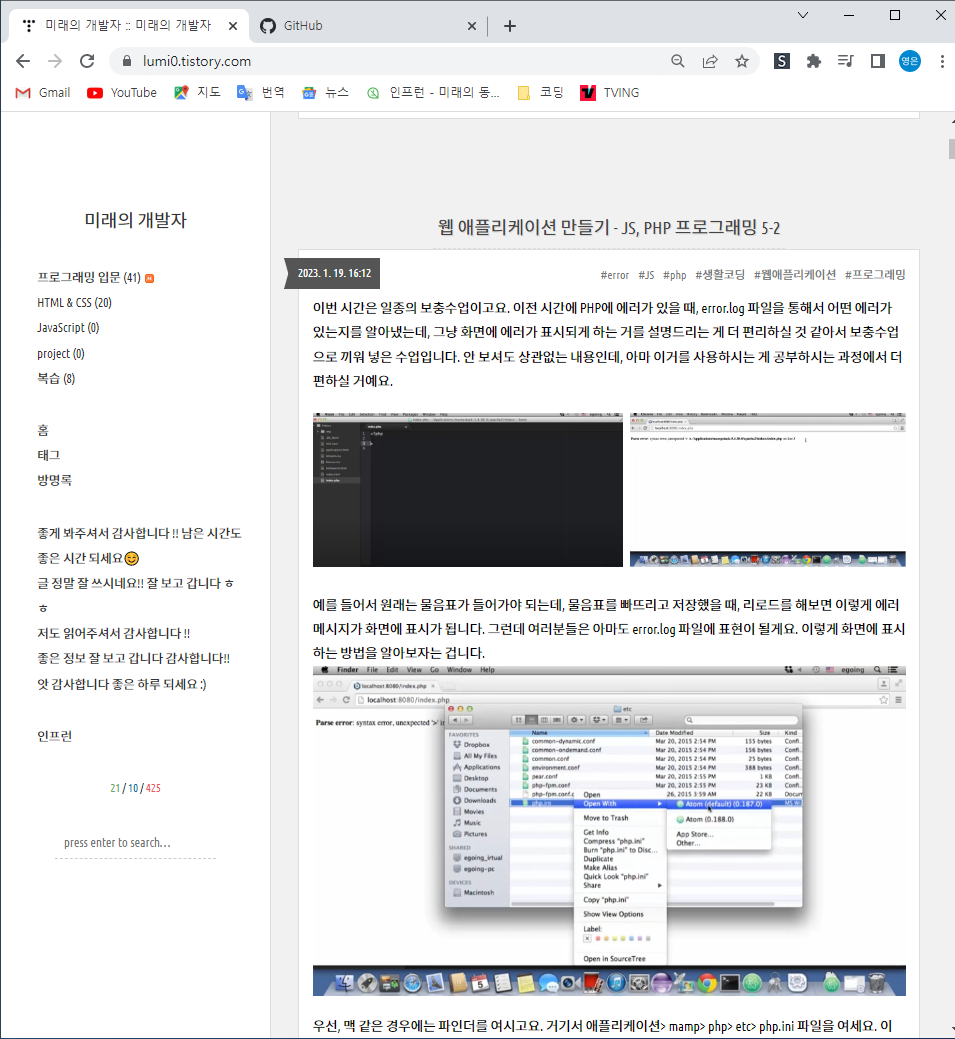 미래의 개발자 :: 미래의 개발자
GitHub
lumi0.tistory.com
S
영은
Gmail
YouTube
지도
번역
뉴스
인프런 - 미래의 동...
코딩
TVING
미래의 개발자
프로그래밍 입문 (41) N
HTML & CSS (20)
JavaScript (0)
project (0)
복습 (8)
홈
태그
방명록
좋게 봐주셔서 감사합니다 !! 남은 시간도
좋은 시간 되세요😊
글 정말 잘 쓰시네요!! 잘 보고 갑니다 ㅎ
ㅎ
저도 읽어주셔서 감사합니다 !!
좋은 정보 잘 보고 갑니다 감사합니다!!
앗 감사합니다 좋은 하루 되세요 :)
인프런
21 / 10 / 425
press enter to search...
웹 애플리케이션 만들기 - JS, PHP 프로그래밍 5-2
2023. 1. 19. 16:12
#error #JS #php #생활코딩 #웹애플리케이션 #프로그래밍
이번 시간은 일종의 보충수업이고요. 이전 시간에 PHP에 에러가 있을 때, error.log 파일을 통해서 어떤 에러가
있는지를 알아냈는데, 그냥 화면에 에러가 표시되게 하는 거를 설명드리는 게 더 편리하실 것 같아서 보충수업
으로 끼워 넣은 수업입니다. 안 보셔도 상관없는 내용인데, 아마 이거를 사용하시는 게 공부하시는 과정에서 더
편하실 거예요.
index.php
<?php
예를 들어서 원래는 물음표가 들어가야 되는데, 물음표를 빠뜨리고 저장했을 때, 리로드를 해보면 이렇게 에러
메시지가 화면에 표시가 됩니다. 그런데 여러분들은 아마도 error.log 파일에 표현이 될게요. 이렇게 화면에 표시
하는 방법을 알아보자는 겁니다.
Finder File Edit View Go Window Help
egoing
localhost:8080/index.php
localhost:8080/index.php
Parse error: syntax error, unexpected '>' in
etc
FAVORITES
Dropbox
All My Files
Applications
Desktop
Documents
Downloads
Movies
Music
Pictures
SHARED
egoing_irtual
egoing-pc
DEVICES
Macintosh
Name Date Modified Size Kind
common-dynamic.conf Mar 20, 2015 2:54 PM 155 bytes Confi..
common-ondemand.conf Mar 20, 2015 2:54 PM 156 bytes Confi..
common.conf Mar 20, 2015 2:54 PM 25 bytes Confi..
environment.conf Mar 20, 2015 2:54 PM 388 bytes Confi..
pear.conf Mar 20, 2015 2:55 PM 1 KB Confi..
php-fpm.conf Mar 20, 2015 2:55 PM 23 KB Confi..
php-fpm.conf.d 26, 2015 3:59 AM 22 KB Docum
php.ini
Open
Open With
Move to Trash
Get Info
Compress "php.ini"
Burn "php.ini" to Disc...
Duplicate
Make Alias
Quick Look "php.ini"
Share
Copy "php.ini"
Show View Options
Label:
Open in SourceTree
Atom (default) (0.187.0)
Atom (0.188.0)
App Store...
Other...
우선, 맥 같은 경우에는 파인더를 여시고요. 거기서 애플리케이션> mamp> php> etc> php.ini 파일을 여세요. 이